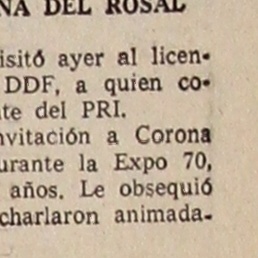 NA DEL ROSAL
isitó ayer al licen-
DDF, a quien co-
te del PRI.
nvitación a Corona
urante la Expo 70,
años. Le obsequió
charlaron animada-